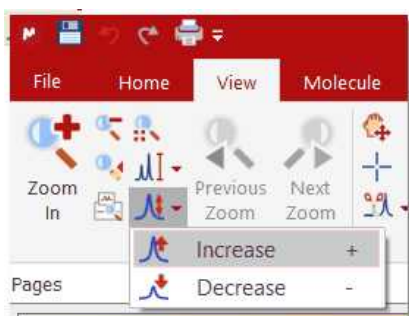 File Home View Molecule
Zoom In
Previous Zoom
Next Zoom
Increase +
Decrease -
Pages